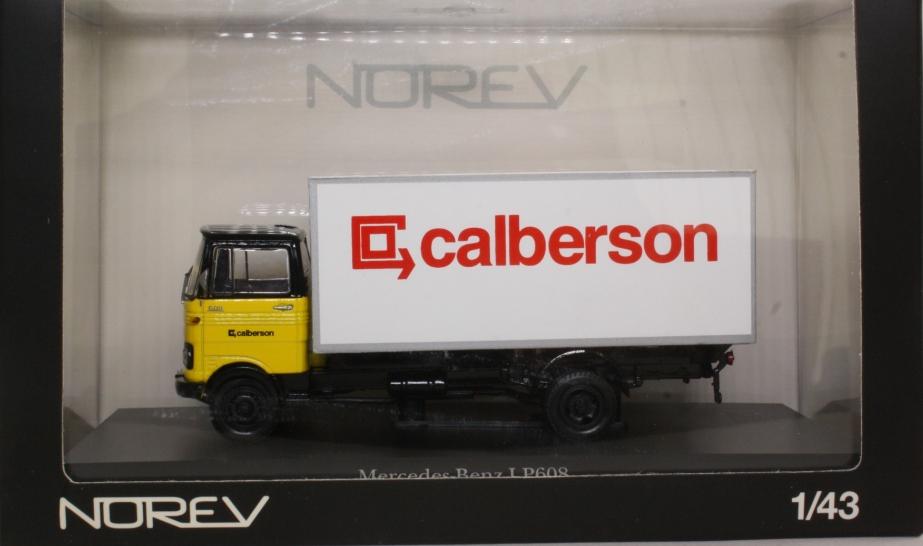 NOREV
calberson
calberson
Mercedes-Benz LP608
NOREV
1/43